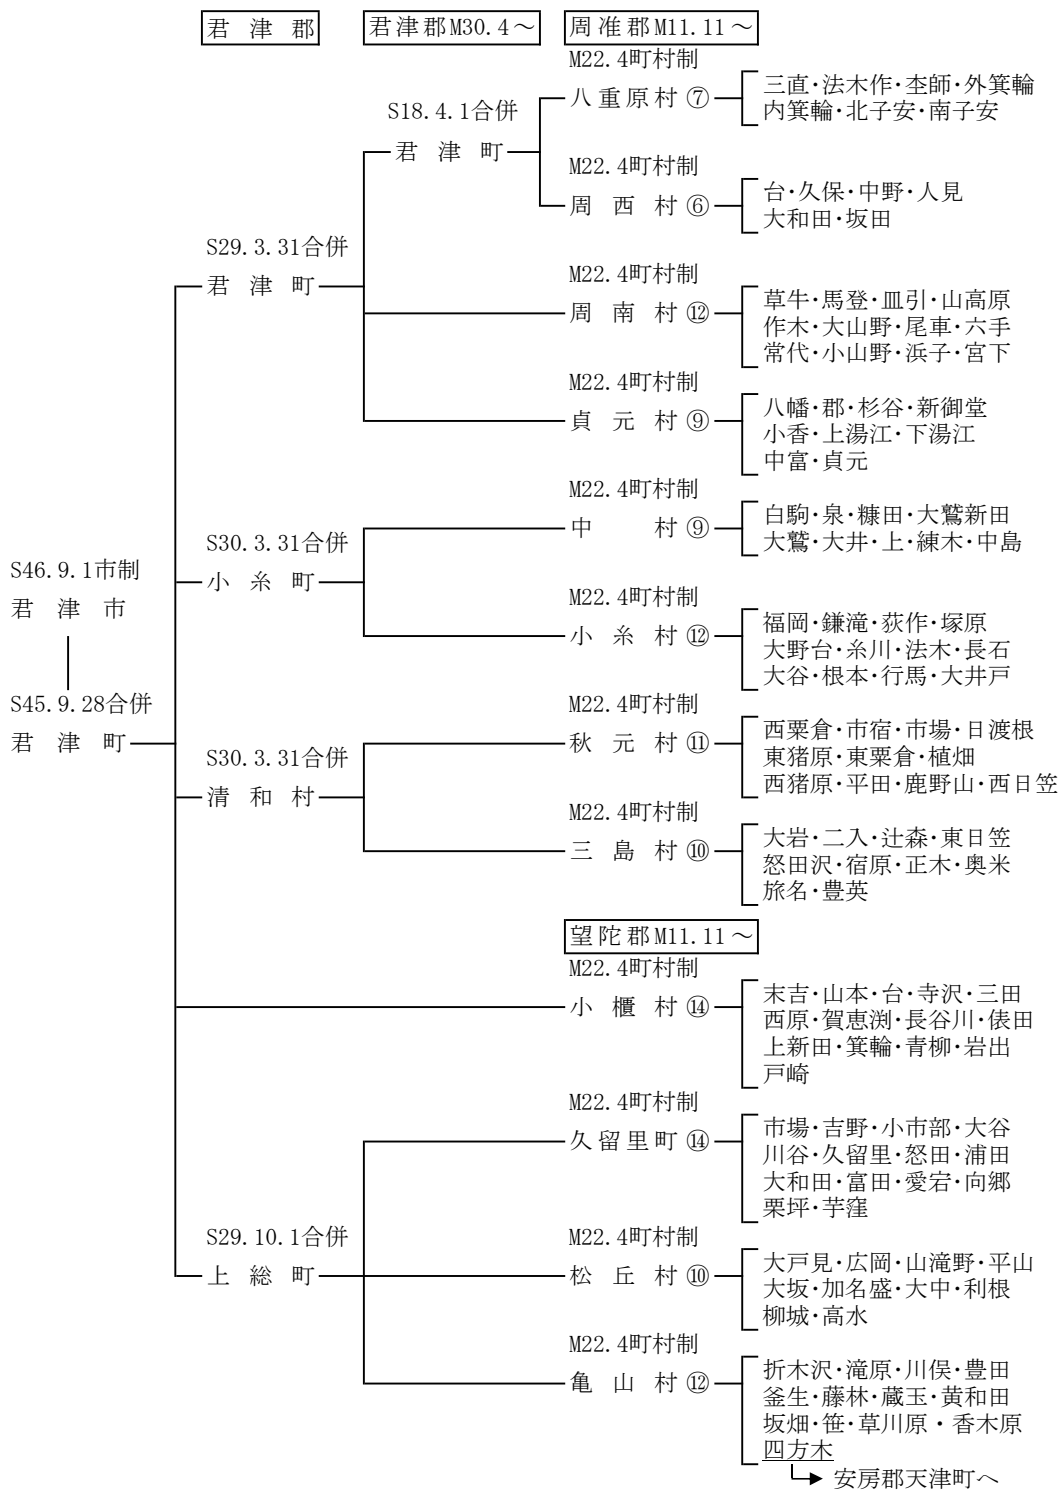 君津郡
君津郡M30.4～
周准郡M11.11～
M22.4町村制
八重原村⑦
三直・法木作・杢師・外箕輪
内箕輪・北子安・南子安
S18.4.1合併
君津町
M22.4町村制
周西村⑥
台・久保・中野・人見
大和田・坂田
S29.3.31合併
君津町
M22.4町村制
周南村⑫
草牛・馬登・皿引・山高原
作木・大山野・尾車・六手
常代・小山野・浜子・宮下
M22.4町村制
貞元村⑨
八幡・郡・杉谷・新御堂
小香・上湯江・下湯江
中富・貞元
M22.4町村制
中村⑨
白駒・泉・糠田・大鷲新田
大鷲・大井・上・練木・中島
S30.3.31合併
小糸町
M22.4町村制
小糸村⑫
福岡・鎌滝・荻作・塚原
大野台・糸川・法木・長石
大谷・根本・行馬・大井戸
S46.9.1市制
君津市
S45.9.28合併
君津町
M22.4町村制
秋元村⑪
西粟倉・市宿・市場・日渡根
東猪原・東粟倉・植畑
西猪原・平田・鹿野山・西日笠
S30.3.31合併
清和村
M22.4町村制
三島村⑩
大岩・二入・辻森・東日笠
怒田沢・宿原・正木・奥米
旅名・豊英
望陀郡M11.11～
M22.4町村制
小櫃村⑭
末吉・山本・台・寺沢・三田
西原・賀恵渕・長谷川・俵田
上新田・箕輪・青柳・岩出
戸崎
M22.4町村制
久留里町⑭
市場・吉野・小市部・大谷
川谷・久留里・怒田・浦田
大和田・富田・愛宕・向郷
栗坪・芋窪
S29.10.1合併
上総町
M22.4町村制
松丘村⑩
大戸見・広岡・山滝野・平山
大坂・加名盛・大中・利根
柳城・高水
M22.4町村制
亀山村⑫
折木沢・滝原・川俣・豊田
釜生・藤林・蔵玉・黄和田
坂畑・笹・草川原・香木原
四方木
安房郡天津町へ